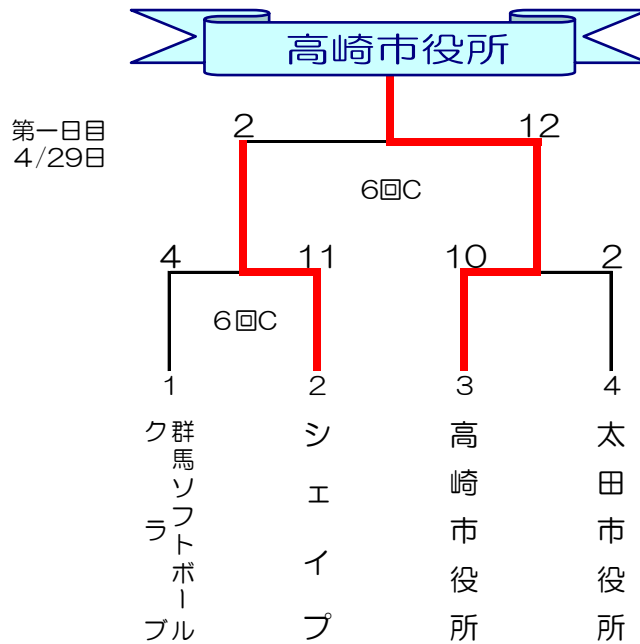 高崎市役所
第一日目
4/29日
2
12
6回C
4
11
10
2
6回C
1
2
3
4
群馬ソフトボール
クラブ
シェイプ
高崎市役所
太田市役所